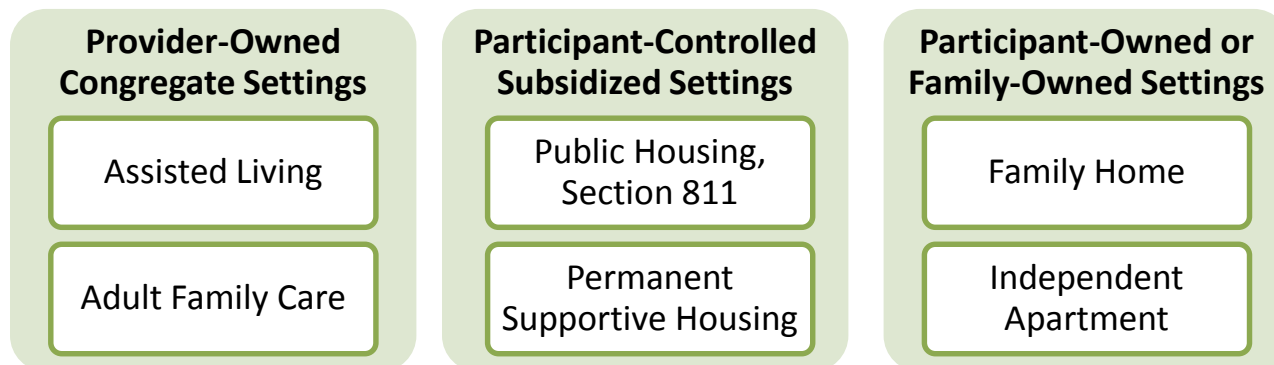 Provider-Owned
Congregate Settings
Assisted Living
Adult Family Care
Participant-Controlled
Subsidized Settings
Public Housing,
Section 811
Permanent
Supportive Housing
Participant-Owned or
Family-Owned Settings
Family Home
Independent
Apartment